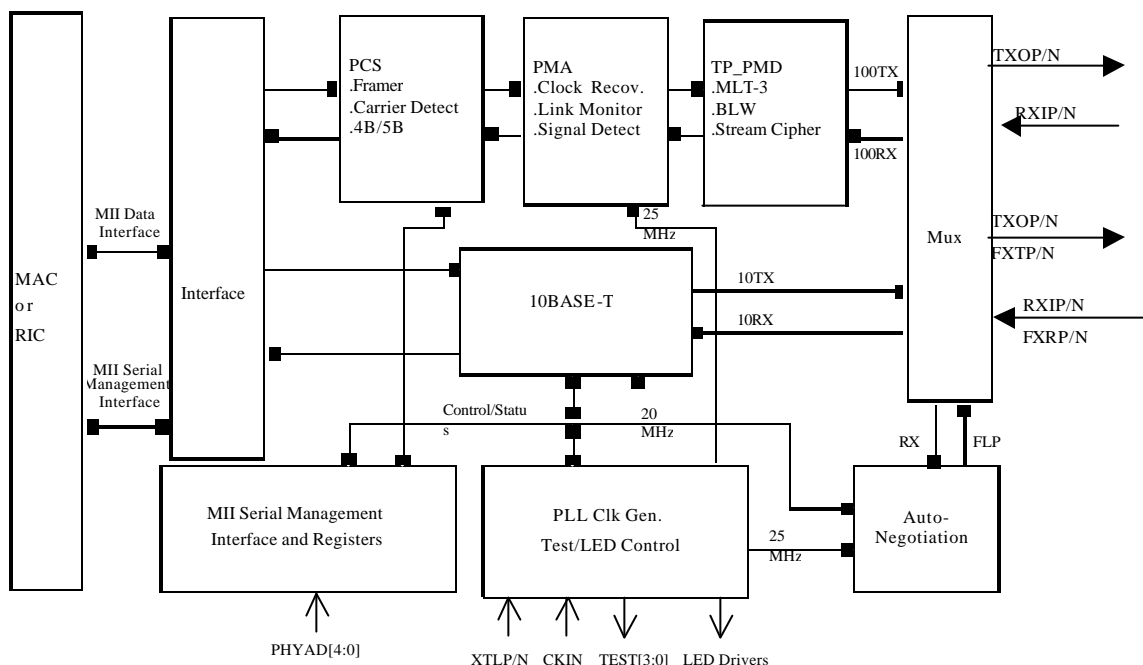 PCS
.Framer
.Carrier Detect
.4B/5B
PMA
.Clock Recov.
.Link Monitor
.Signal Detect
TP_PMD
.MLT-3
.BLW
.Stream Cipher
100TX
100RX
TXOP/N
RXIP/N
TXOP/N
FXTP/N
RXIP/N
FXRP/N
Mux
MII Data
Interface
MAC
or
RIC
Interface
MII Serial
Management
Interface
25
MHz
10BASE-T
10TX
10RX
Control/Statu
s
20
MHz
RX
FLP
MII Serial Management
Interface and Registers
PLL Clk Gen.
Test/LED Control
25
MHz
Auto-
Negotiation
PHYAD[4:0]
XTLP/N
CKIN
TEST[3:0]
LED Drivers